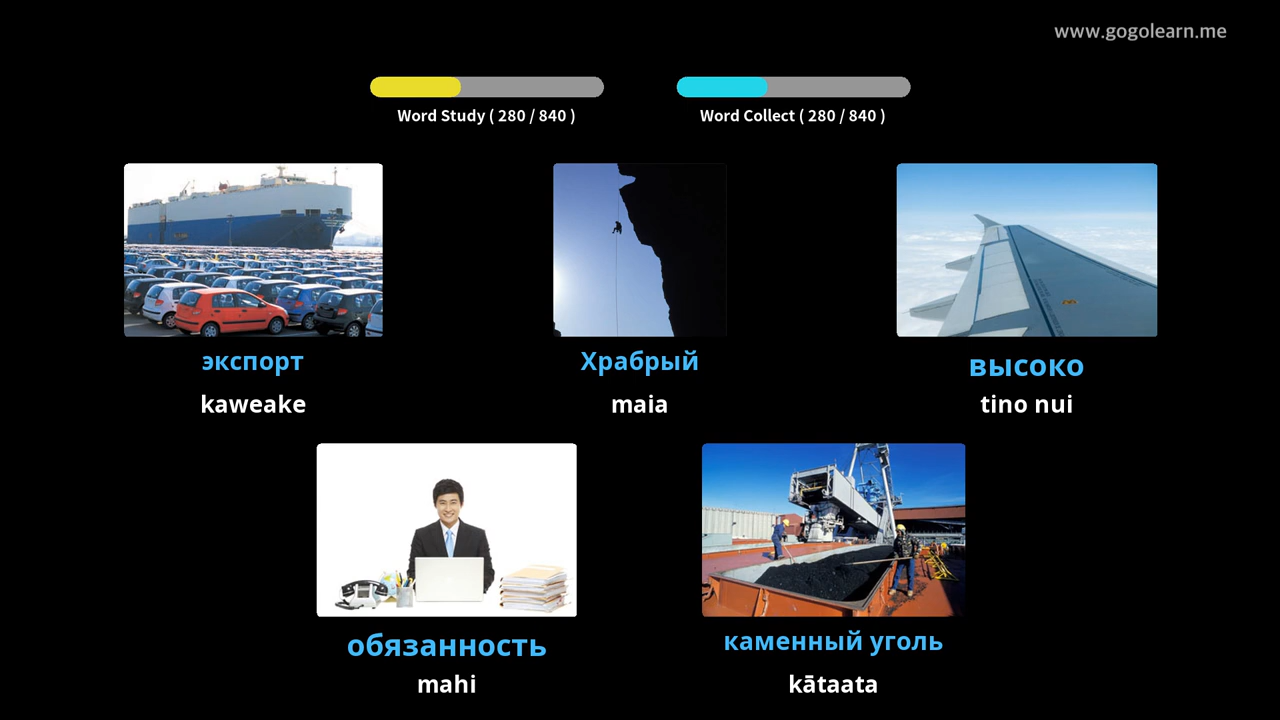 www.gogolearn.me
Word Study ( 280 / 840 )
Word Collect ( 280 / 840 )
экспорт
Храбрый
высоко
kaweake
maia
tino nui
обязанность
каменный уголь
mahi
kātaata